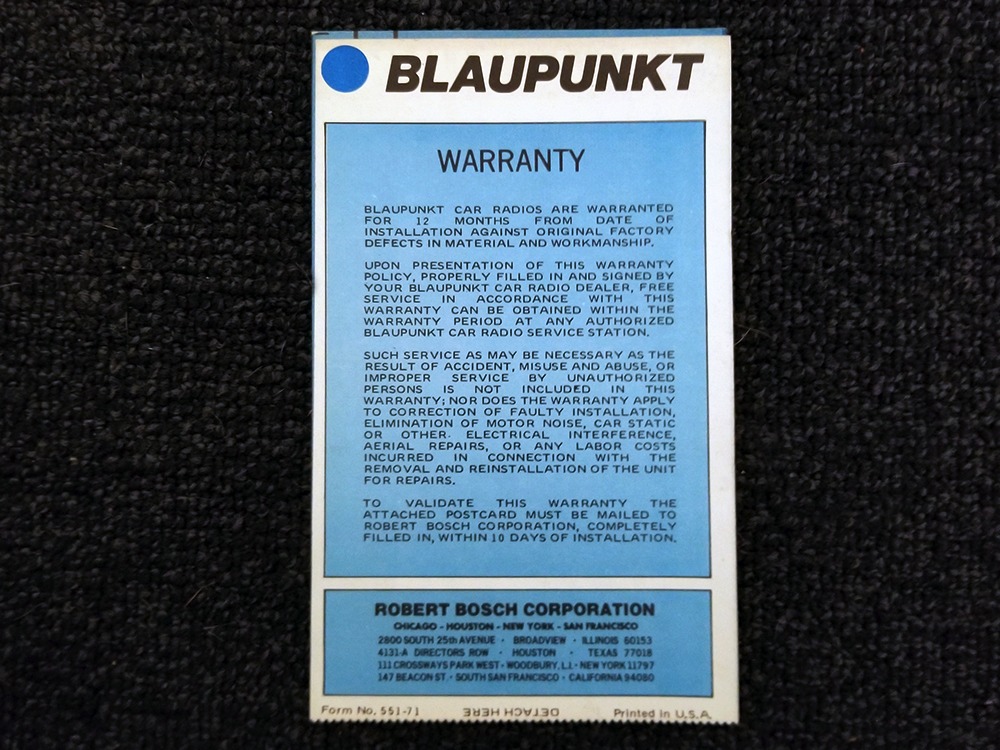 BLAUPUNKT
WARRANTY
BLAUPUNKT CAR RADIOS ARE WARRANTED
FOR 12 MONTHS FROM DATE OF
INSTALLATION AGAINST ORIGINAL FACTORY
DEFECTS IN MATERIAL AND WORKMANSHIP.
UPON PRESENTATION OF THIS WARRANTY
POLICY, PROPERLY FILLED IN AND SIGNED BY
YOUR BLAUPUNKT CAR RADIO DEALER, FREE
SERVICE IN ACCORDANCE WITH THIS
WARRANTY CAN BE OBTAINED WITHIN THE
WARRANTY PERIOD AT ANY AUTHORIZED
BLAUPUNKT CAR RADIO SERVICE STATION.
SUCH SERVICE AS MAY BE NECESSARY AS THE
RESULT OF ACCIDENT, MISUSE AND ABUSE, OR
IMPROPER SERVICE BY UNAUTHORIZED
PERSONS IS NOT INCLUDED IN THIS
WARRANTY; NOR DOES THE WARRANTY APPLY
TO CORRECTION OF FAULTY INSTALLATION,
ELIMINATION OF MOTOR NOISE, CAR STATIC
OR OTHER ELECTRICAL INTERFERENCE,
AERIAL REPAIRS, OR ANY LABOR COSTS
INCURRED IN CONNECTION WITH THE
REMOVAL AND REINSTALLATION OF THE UNIT
FOR REPAIRS.
TO VALIDATE THIS WARRANTY THE
ATTACHED POSTCARD MUST BE MAILED TO
ROBERT BOSCH CORPORATION, COMPLETELY
FILLED IN, WITHIN 10 DAYS OF INSTALLATION.
ROBERT BOSCH CORPORATION
CHICAGO - HOUSTON - NEW YORK - SAN FRANCISCO
2800 SOUTH 25th AVENUE · BROADVIEW · ILLINOIS 60153
4131-A DIRECTORS ROW · HOUSTON · TEXAS 77018
111 CROSSWAYS PARK WEST · WOODBURY, L.I. · NEW YORK 11797
147 BEACON ST · SOUTH SAN FRANCISCO · CALIFORNIA 94080
Form No. 551-71 DETACH HERE Printed in U.S.A.